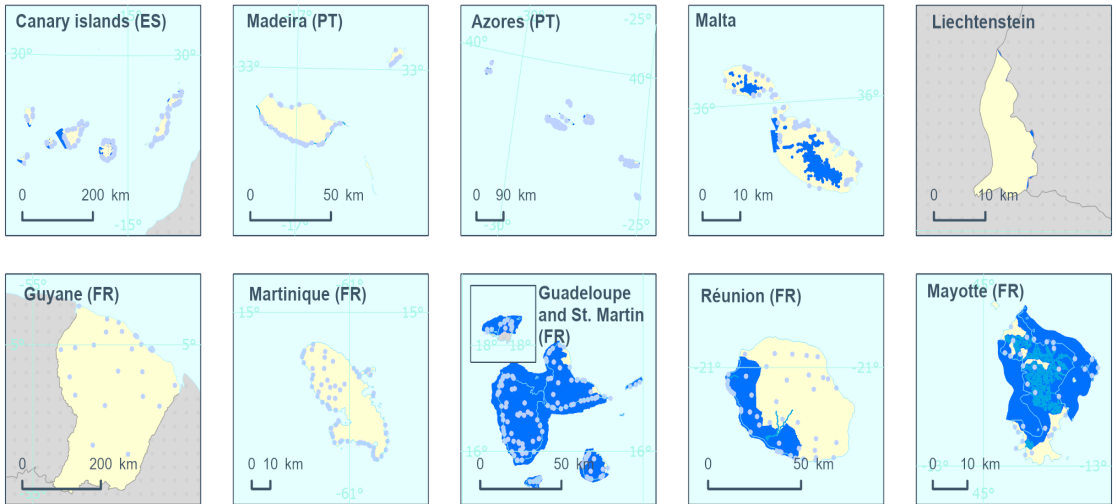 Canary islands (ES)
30°
0 200 km
-15°
Madeira (PT)
-17°
33°
33°
0 50 km
-17°
Azores (PT)
-25°
40°
40°
0 90 km
-30°
-25°
Malta
36°
36°
0 10 km
Liechtenstein
0 10 km
-55°
Guyane (FR)
5°
0 200 km
Martinique (FR)
-61°
15°
15°
0 10 km
-61°
Guadeloupe
and St. Martin
(FR)
18°
18°
16°
16°
0 50 km
Réunion (FR)
-21°
-21°
0 50 km
45°
Mayotte (FR)
0 10 km
-13°
-13°
45°